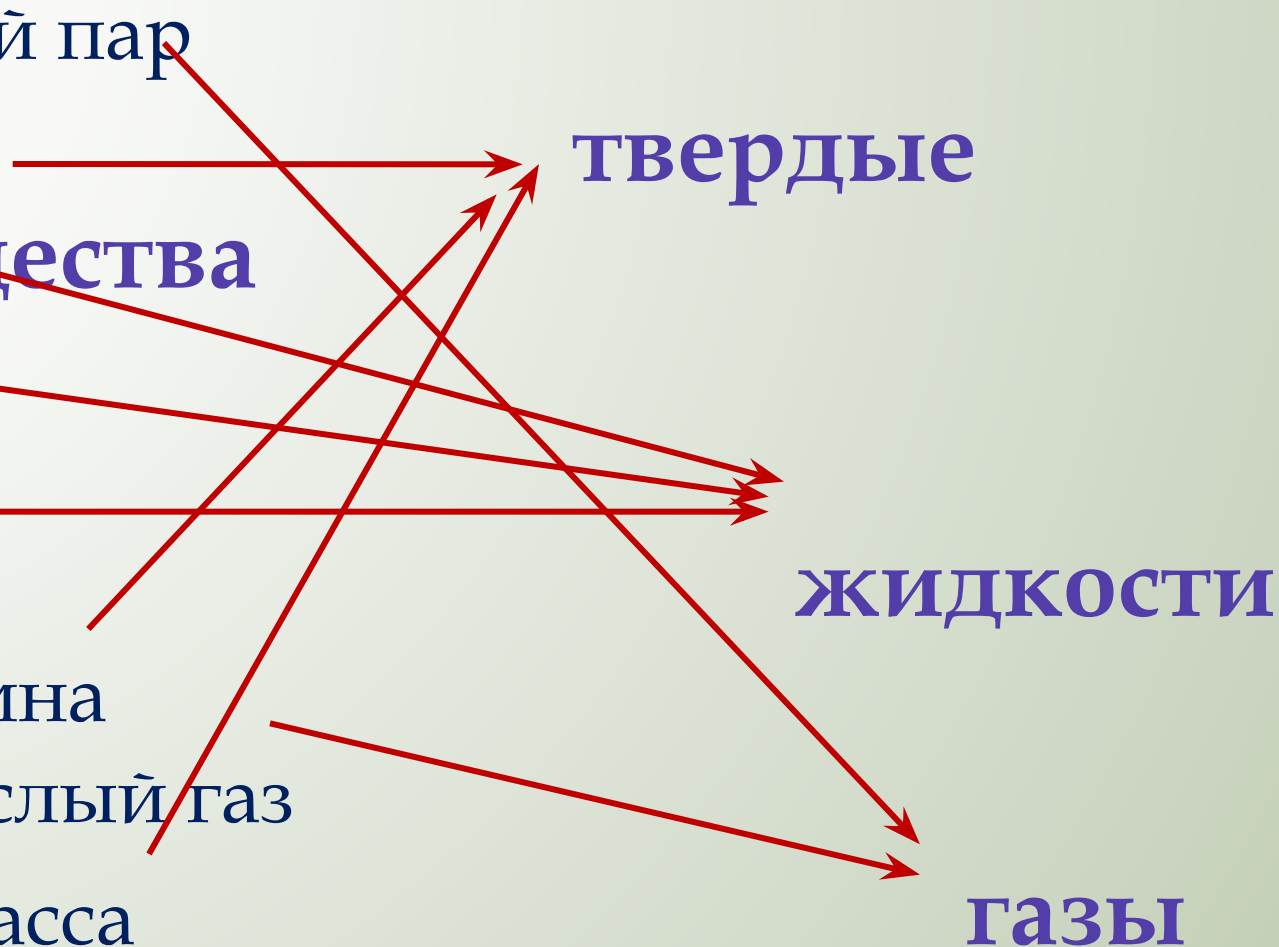 й пар
твердые
щества
жидкости
ина
слый газ
асса
газы